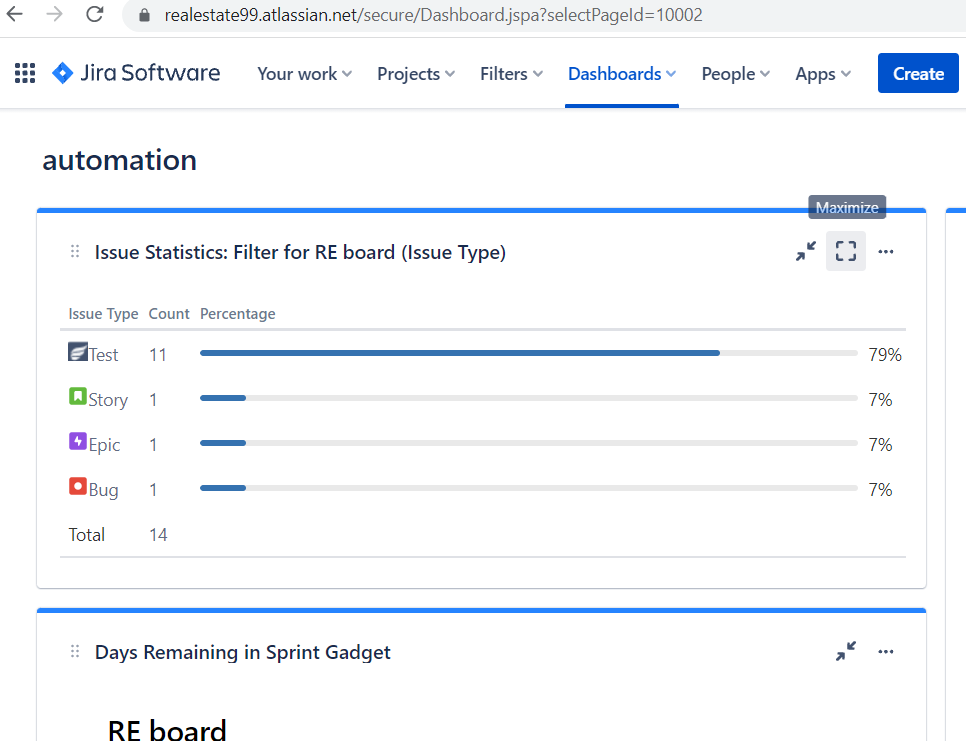 realestate99.atlassian.net/secure/Dashboard.jspa?selectPageId=10002
Jira Software Your work Projects Filters Dashboards People Apps Create
automation
Maximize
Issue Statistics: Filter for RE board (Issue Type)
Issue Type Count Percentage
Test 11 79%
Story 1 7%
Epic 1 7%
Bug 1 7%
Total 14
Days Remaining in Sprint Gadget
RE board